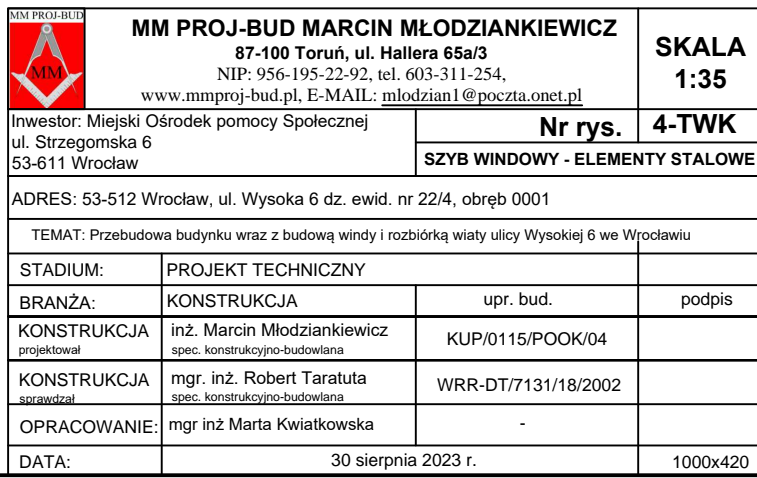 MM PROJ-BUD
MM
MM PROJ-BUD MARCIN MŁODZIANKIEWICZ
87-100 Toruń, ul. Hallera 65a/3
NIP: 956-195-22-92, tel. 603-311-254,
www.mmproj-bud.pl, E-MAIL: mlodzian1@poczta.onet.pl
SKALA
1:35
Inwestor: Miejski Ośrodek pomocy Społecznej
ul. Strzegomska 6
53-611 Wrocław
Nr rys. 4-TWK
SZYB WINDOWY - ELEMENTY STALOWE
ADRES: 53-512 Wrocław, ul. Wysoka 6 dz. ewid. nr 22/4, obręb 0001
TEMAT: Przebudowa budynku wraz z budową windy i rozbiórką wiaty ulicy Wysokiej 6 we Wrocławiu
STADIUM: PROJEKT TECHNICZNY
BRANŻA: KONSTRUKCJA upr. bud. podpis
KONSTRUKCJA inż. Marcin Młodziankiewicz KUP/0115/POOK/04
projektował spec. konstrukcyjno-budowlana
KONSTRUKCJA mgr. inż. Robert Taratuta WRR-DT/7131/18/2002
sprawdzał spec. konstrukcyjno-budowlana
OPRACOWANIE: mgr inż Marta Kwiatkowska -
DATA: 30 sierpnia 2023 r. 1000x420